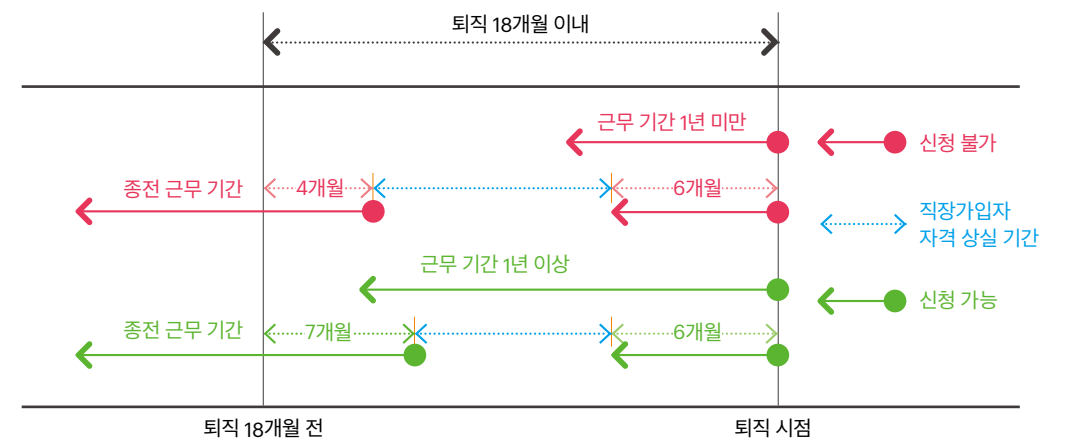 퇴직 18개월 이내
근무 기간 1년 미만
신청 불가
종전 근무 기간
4개월
6개월
직장가입자
자격 상실 기간
근무 기간 1년 이상
신청 가능
종전 근무 기간
7개월
6개월
퇴직 18개월 전
퇴직 시점